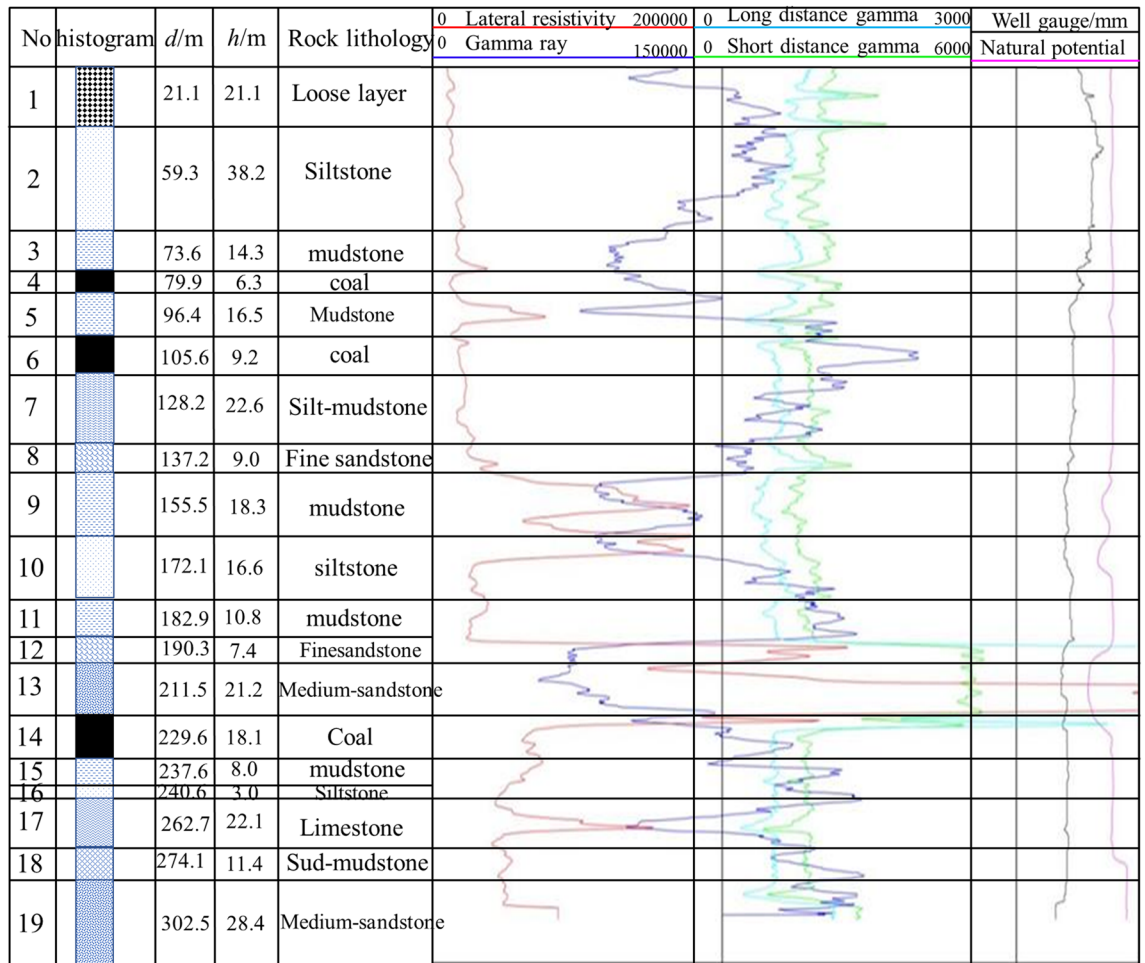 No histogram d/m h/m Rock lithology 0 Lateral resistivity 200000 0 Long distance gamma 3000 Well gauge/mm
0 Gamma ray 150000 0 Short distance gamma 6000 Natural potential
1 21.1 21.1 Loose layer
2 59.3 38.2 Siltstone
3 73.6 14.3 mudstone
4 79.9 6.3 coal
5 96.4 16.5 Mudstone
6 105.6 9.2 coal
7 128.2 22.6 Silt-mudstone
8 137.2 9.0 Fine sandstone
9 155.5 18.3 mudstone
10 172.1 16.6 siltstone
11 182.9 10.8 mudstone
12 190.3 7.4 Finesandstone
13 211.5 21.2 Medium-sandstone
14 229.6 18.1 Coal
15 237.6 8.0 mudstone
16 240.6 3.0 Siltstone
17 262.7 22.1 Limestone
18 274.1 11.4 Sud-mudstone
19 302.5 28.4 Medium-sandstone